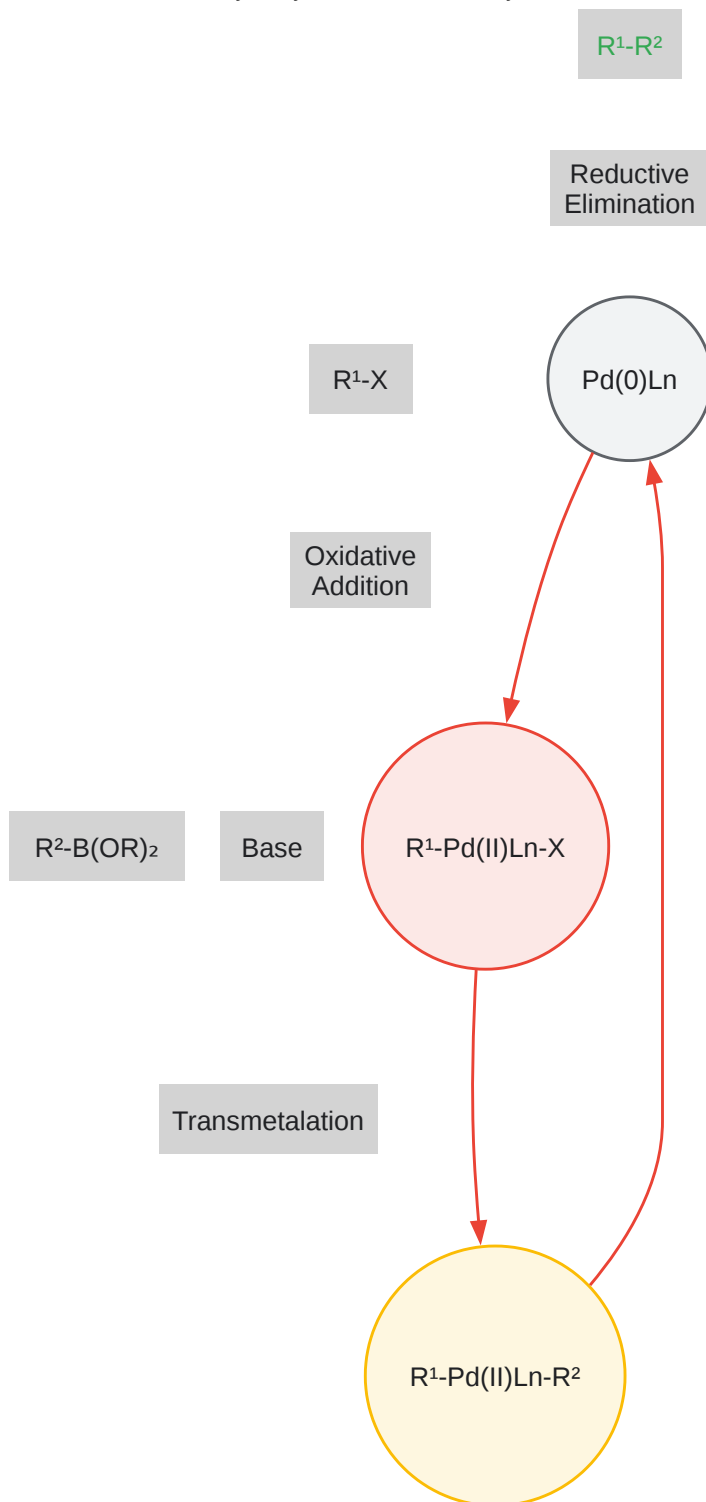 R¹-R²
Reductive
Elimination
R¹-X
Pd(0)Ln
Oxidative
Addition
R²-B(OR)₂
Base
R¹-Pd(II)Ln-X
Transmetalation
R¹-Pd(II)Ln-R²